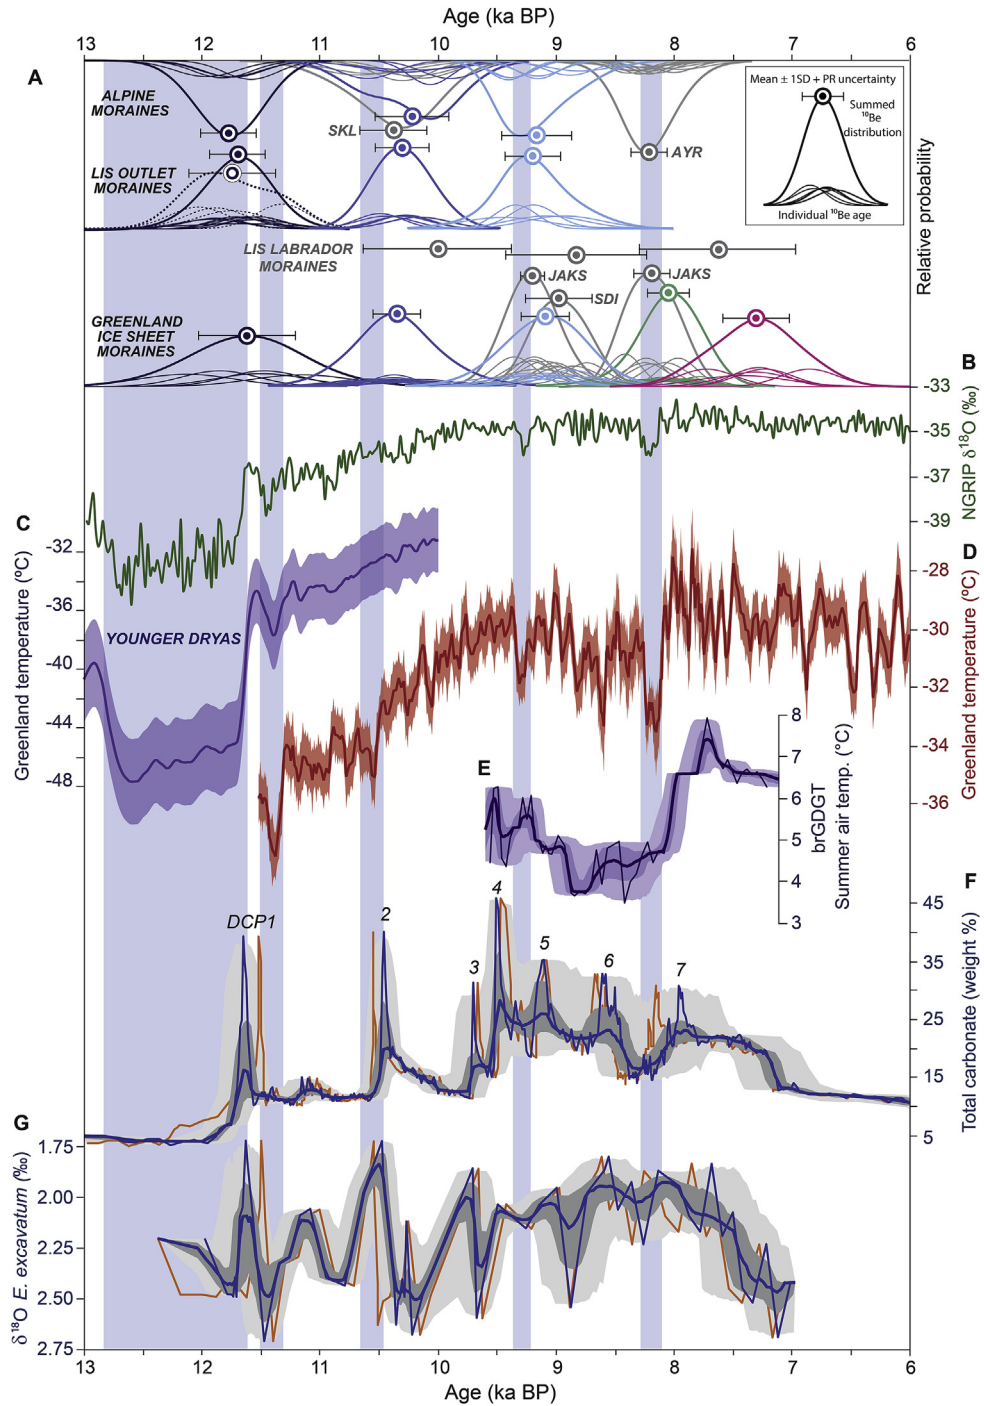 Age (ka BP)
13 12 11 10 9 8 7 6
A
ALPINE
MORAINES
SKL
AYR
LIS OUTLET
MORAINES
Mean ± 1SD + PR uncertainty
Summed
¹⁰Be
distribution
Individual ¹⁰Be age
Relative probability
LIS LABRADOR
MORAINES
JAKS
JAKS
SDI
GREENLAND
ICE SHEET
MORAINES
B
-33
-35
-37
-39
NGRIP δ¹⁸O (‰)
C
-32
-36
-40
-44
-48
Greenland temperature (ºC)
YOUNGER DRYAS
D
-28
-30
-32
-34
-36
Greenland temperature (ºC)
E
8
7
6
5
4
3
brGDGT
Summer air temp. (°C)
F
45
35
25
15
5
Total carbonate (weight %)
DCP1
2
3
4
5
6
7
G
1.75
2.00
2.25
2.50
2.75
δ¹⁸O E. excavatum (‰)
13 12 11 10 9 8 7 6
Age (ka BP)